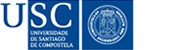 USC
UNIVERSIDADE
DE SANTIAGO
DE COMPOSTELA